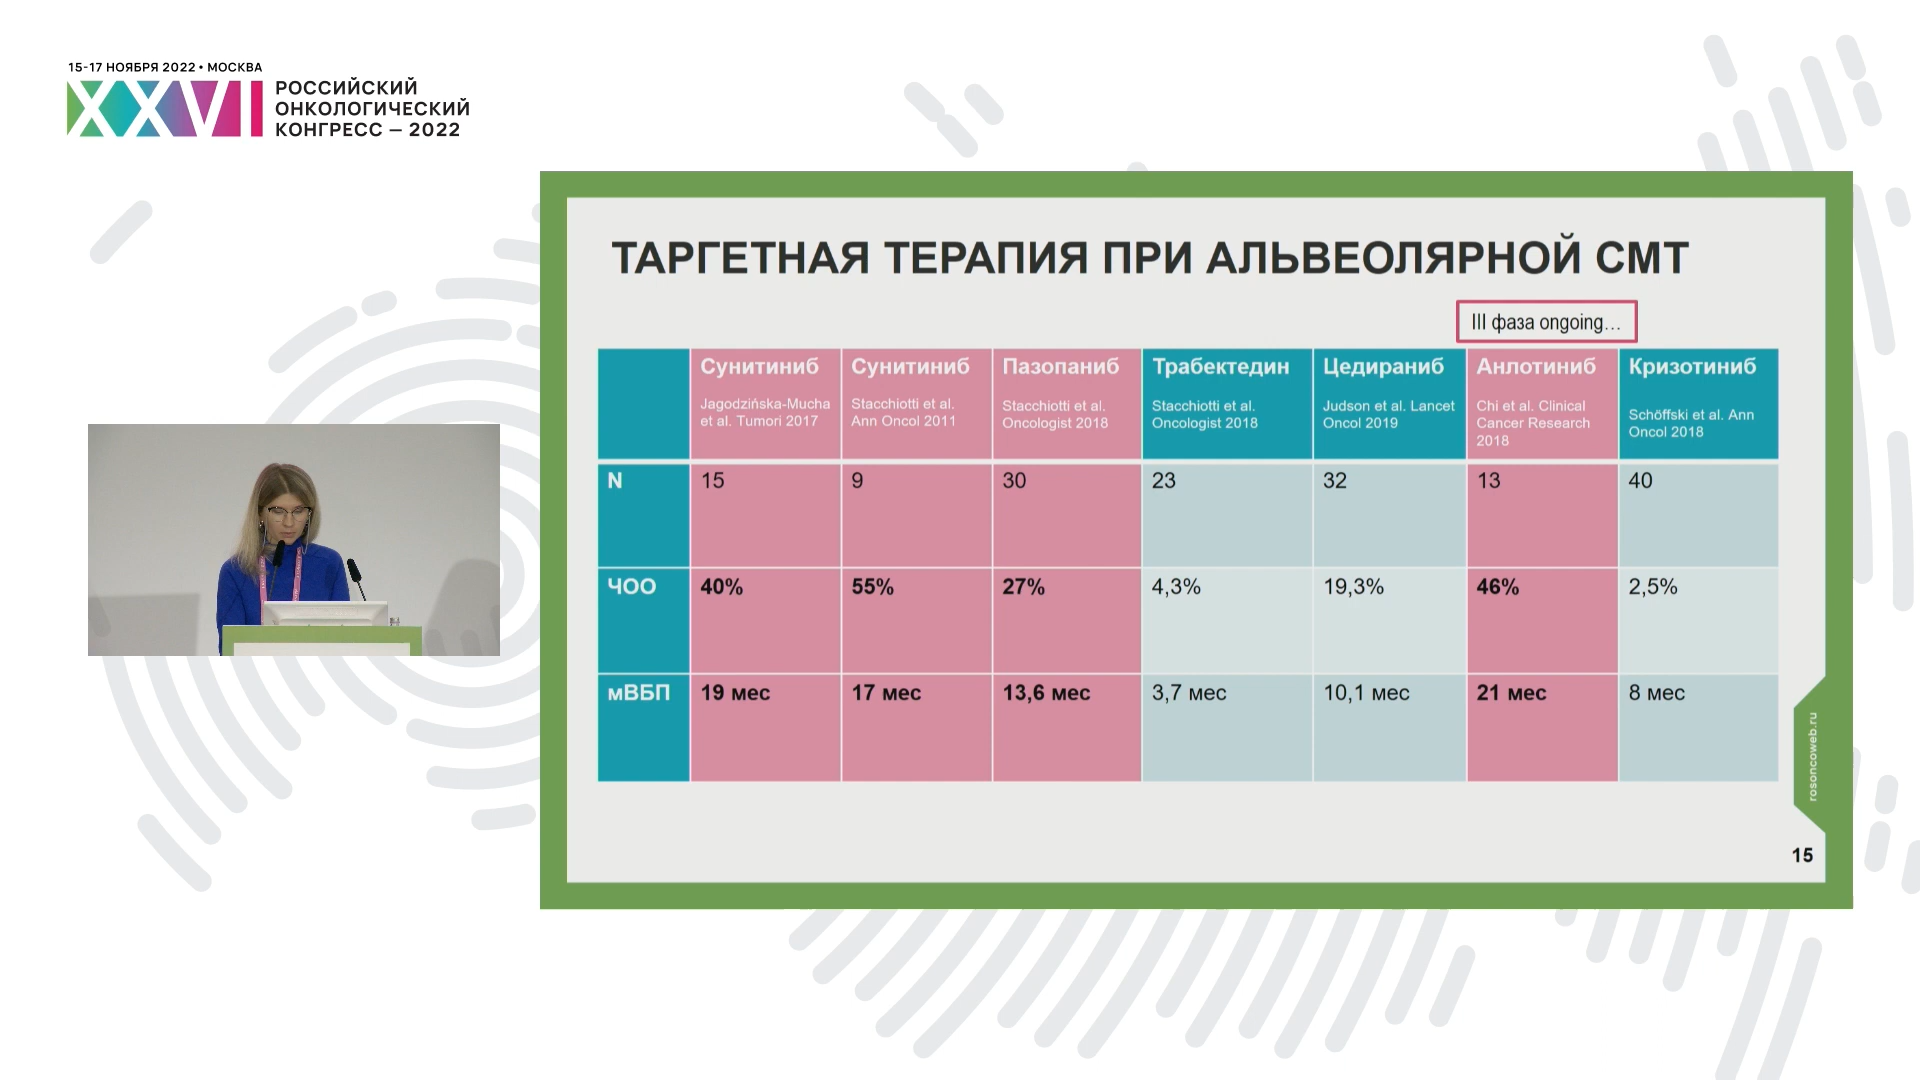 15-17 НОЯБРЯ 2022 • МОСКВА
XXVI
РОССИЙСКИЙ
ОНКОЛОГИЧЕСКИЙ
КОНГРЕСС – 2022
ТАРГЕТНАЯ ТЕРАПИЯ ПРИ АЛЬВЕОЛЯРНОЙ СМТ
III фаза ongoing...
Сунитиниб
Jagodzińska-Mucha
et al. Tumori 2017
Сунитиниб
Stacchiotti et al.
Ann Oncol 2011
Пазопаниб
Stacchiotti et al.
Oncologist 2018
Трабектедин
Stacchiotti et al.
Oncologist 2018
Цедираниб
Judson et al. Lancet
Oncol 2019
Анлотиниб
Chi et al. Clinical
Cancer Research
2018
Кризотиниб
Schöffski et al. Ann
Oncol 2018
N 15 9 30 23 32 13 40
ЧОО 40% 55% 27% 4,3% 19,3% 46% 2,5%
мВБП 19 мес 17 мес 13,6 мес 3,7 мес 10,1 мес 21 мес 8 мес
rosoncoweb.ru
15